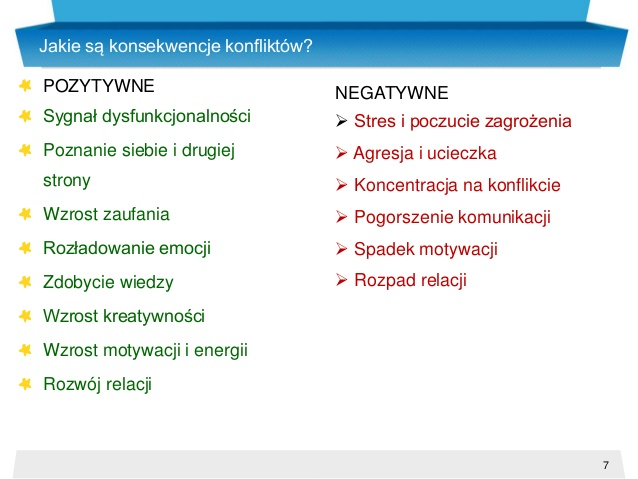 Jakie są konsekwencje konfliktów?
POZYTYWNE
Sygnał dysfunkcjonalności
Poznanie siebie i drugiej
strony
Wzrost zaufania
Rozładowanie emocji
Zdobycie wiedzy
Wzrost kreatywności
Wzrost motywacji i energii
Rozwój relacji
NEGATYWNE
Stres i poczucie zagrożenia
Agresja i ucieczka
Koncentracja na konflikcie
Pogorszenie komunikacji
Spadek motywacji
Rozpad relacji
7